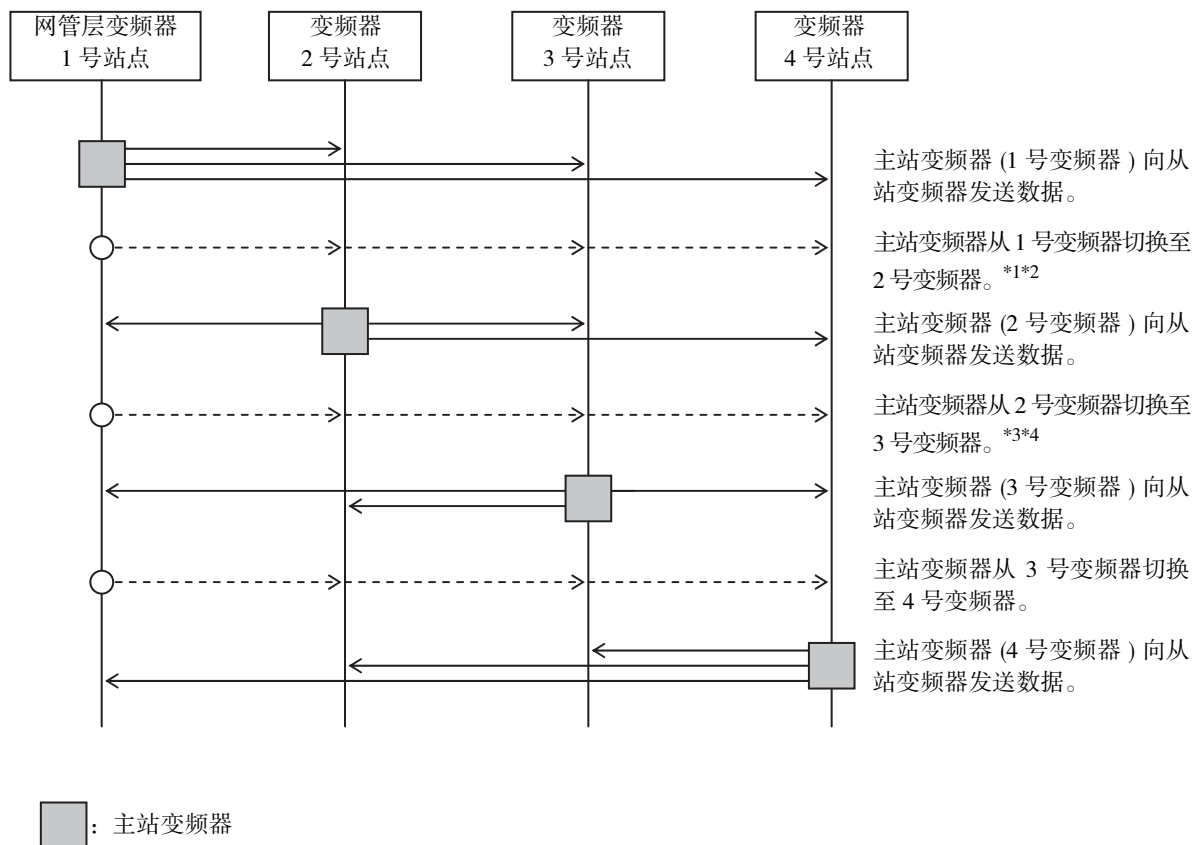 网管层变频器
1 号站点
变频器
2 号站点
变频器
3 号站点
变频器
4 号站点
主站变频器 (1 号变频器 ) 向从
站变频器发送数据。
主站变频器从 1 号变频器切换至
2 号变频器。*1*2
主站变频器 (2 号变频器 ) 向从
站变频器发送数据。
主站变频器从 2 号变频器切换至
3 号变频器。*3*4
主站变频器 (3 号变频器 ) 向从
站变频器发送数据。
主站变频器从 3 号变频器切换
至 4 号变频器。
主站变频器 (4 号变频器 ) 向从
站变频器发送数据。
：主站变频器